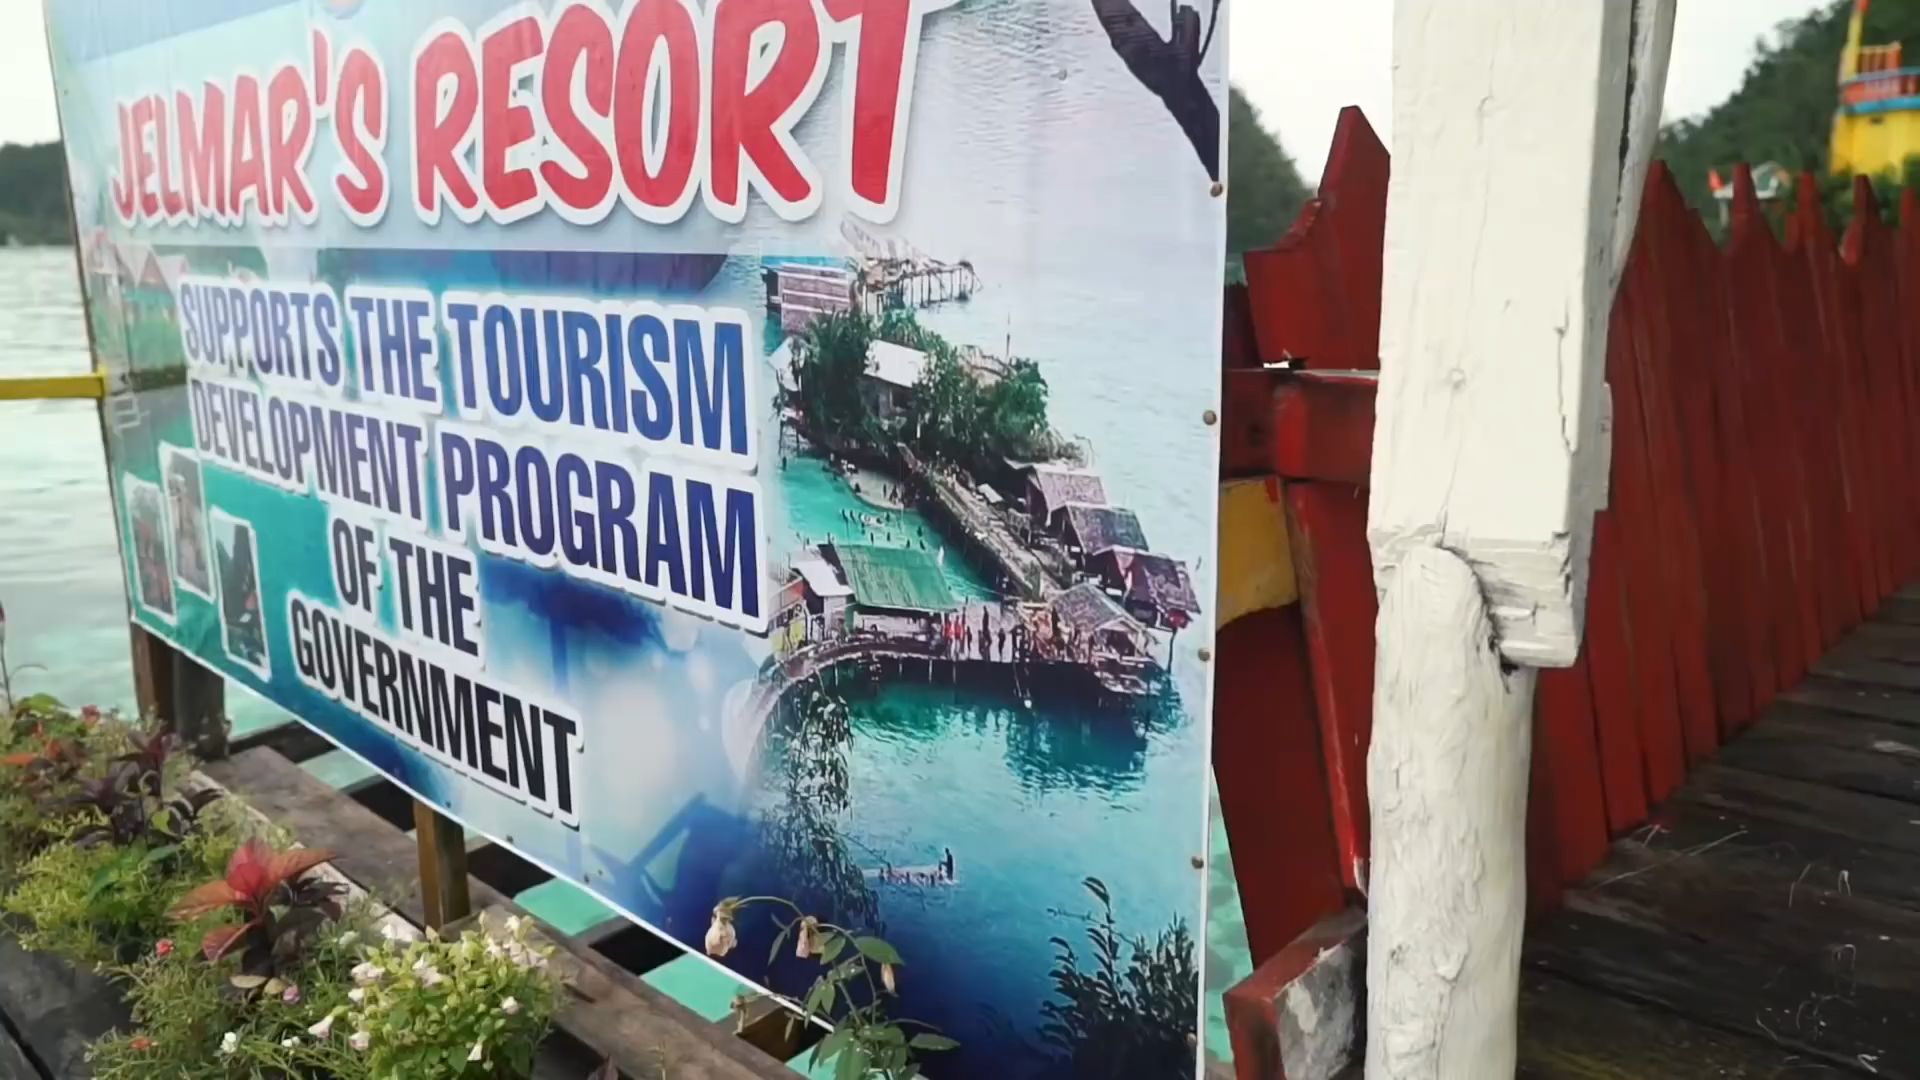 JELMAR'S RESORT
SUPPORTS THE TOURISM
DEVELOPMENT PROGRAM
OF THE
GOVERNMENT